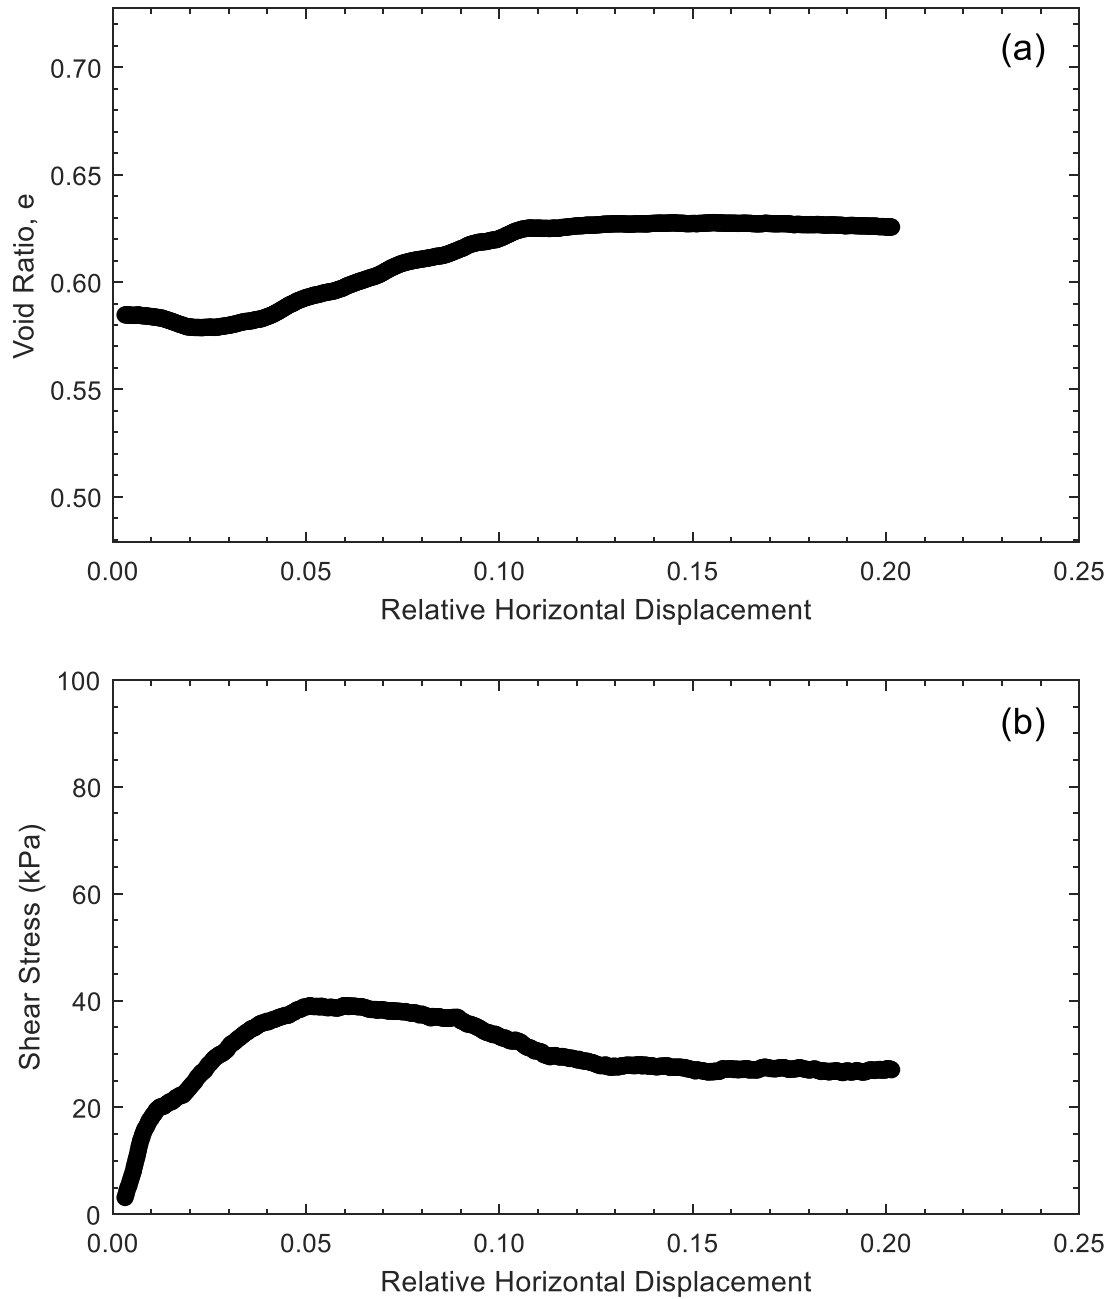 (a)
0.70
0.65
0.60
0.55
0.50
Void Ratio, e
0.00 0.05 0.10 0.15 0.20 0.25
Relative Horizontal Displacement
(b)
100
80
60
40
20
0
Shear Stress (kPa)
0.00 0.05 0.10 0.15 0.20 0.25
Relative Horizontal Displacement